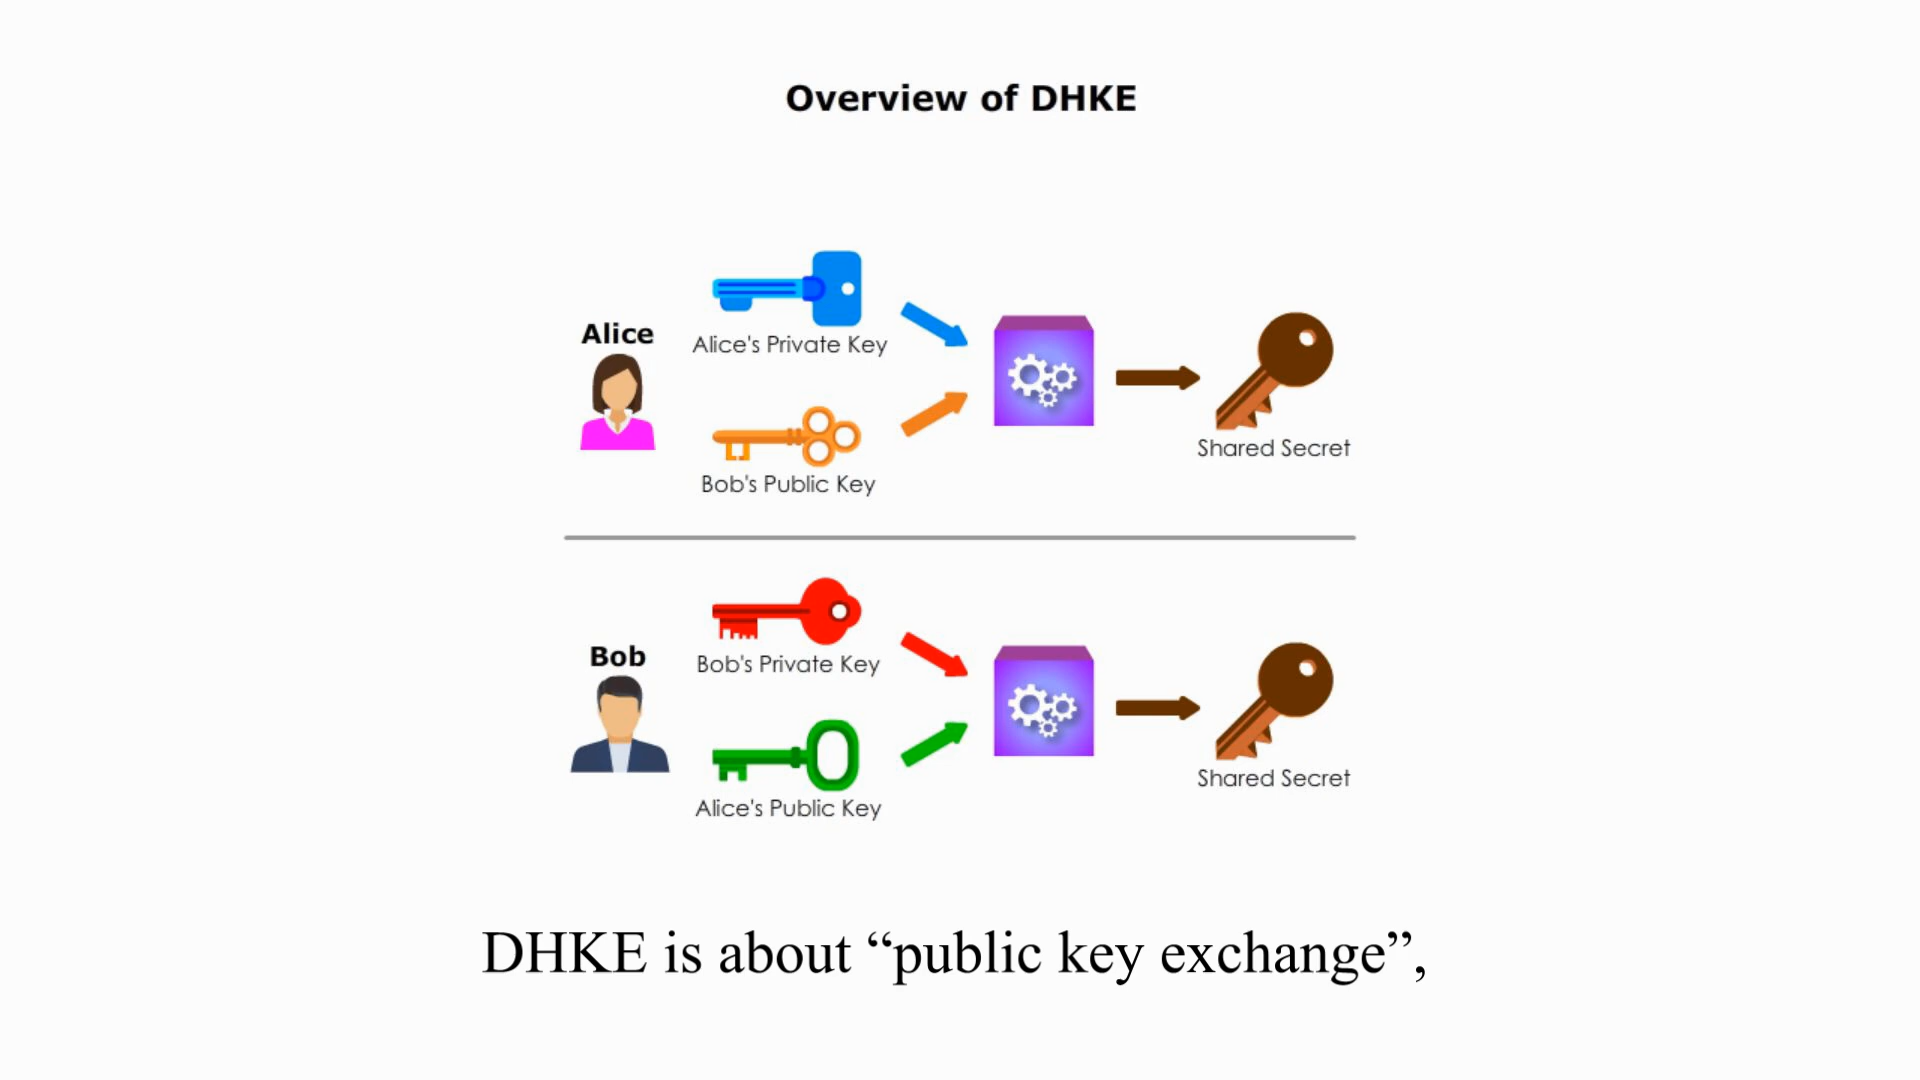 Overview of DHKE
Alice
Alice's Private Key
Bob's Public Key
Shared Secret
Bob
Bob's Private Key
Alice's Public Key
Shared Secret
DHKE is about “public key exchange”,